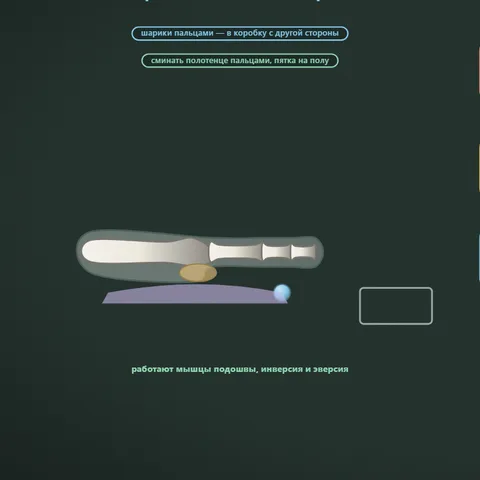 шарики пальцами — в коробку с другой стороны
сминать полотенце пальцами, пятка на полу
работают мышцы подошвы, инверсия и эверсия